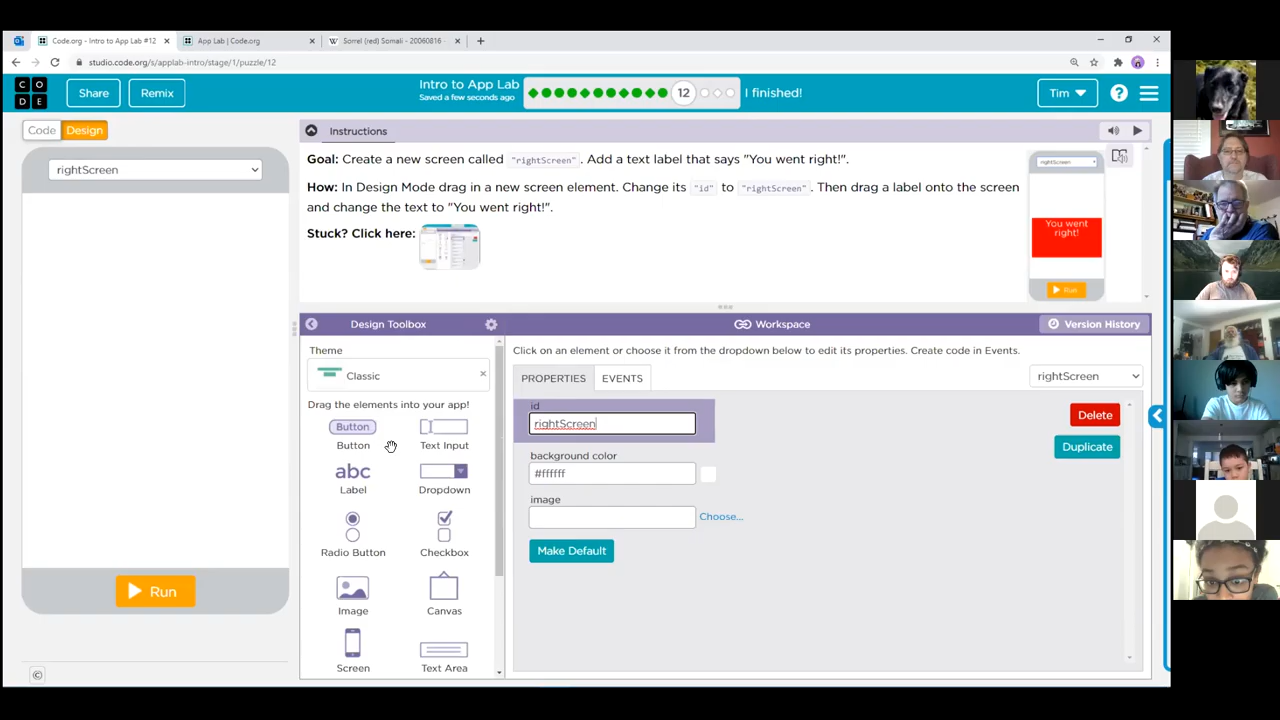 Code.org - Intro to App Lab #12
App Lab | Code.org
Sorrel (red) Somali - 20060816 -
studio.code.org/s/applab-intro/stage/1/puzzle/12
CO
DE
Share
Remix
Intro to App Lab
Saved a few seconds ago
12
I finished!
Tim
?
Code
Design
rightScreen
Run
Instructions
Goal: Create a new screen called "rightScreen". Add a text label that says "You went right!".
How: In Design Mode drag in a new screen element. Change its "id" to "rightScreen". Then drag a label onto the screen
and change the text to "You went right!".
Stuck? Click here:
rightScreen
You went
right!
Run
Design Toolbox
Workspace
Version History
Theme
Classic
Drag the elements into your app!
Button
Button
Text Input
abc
Label
Dropdown
Radio Button
Checkbox
Image
Canvas
Screen
Text Area
Click on an element or choose it from the dropdown below to edit its properties. Create code in Events.
PROPERTIES
EVENTS
rightScreen
id
rightScreen
Delete
background color
#ffffff
Duplicate
image
Choose...
Make Default
©